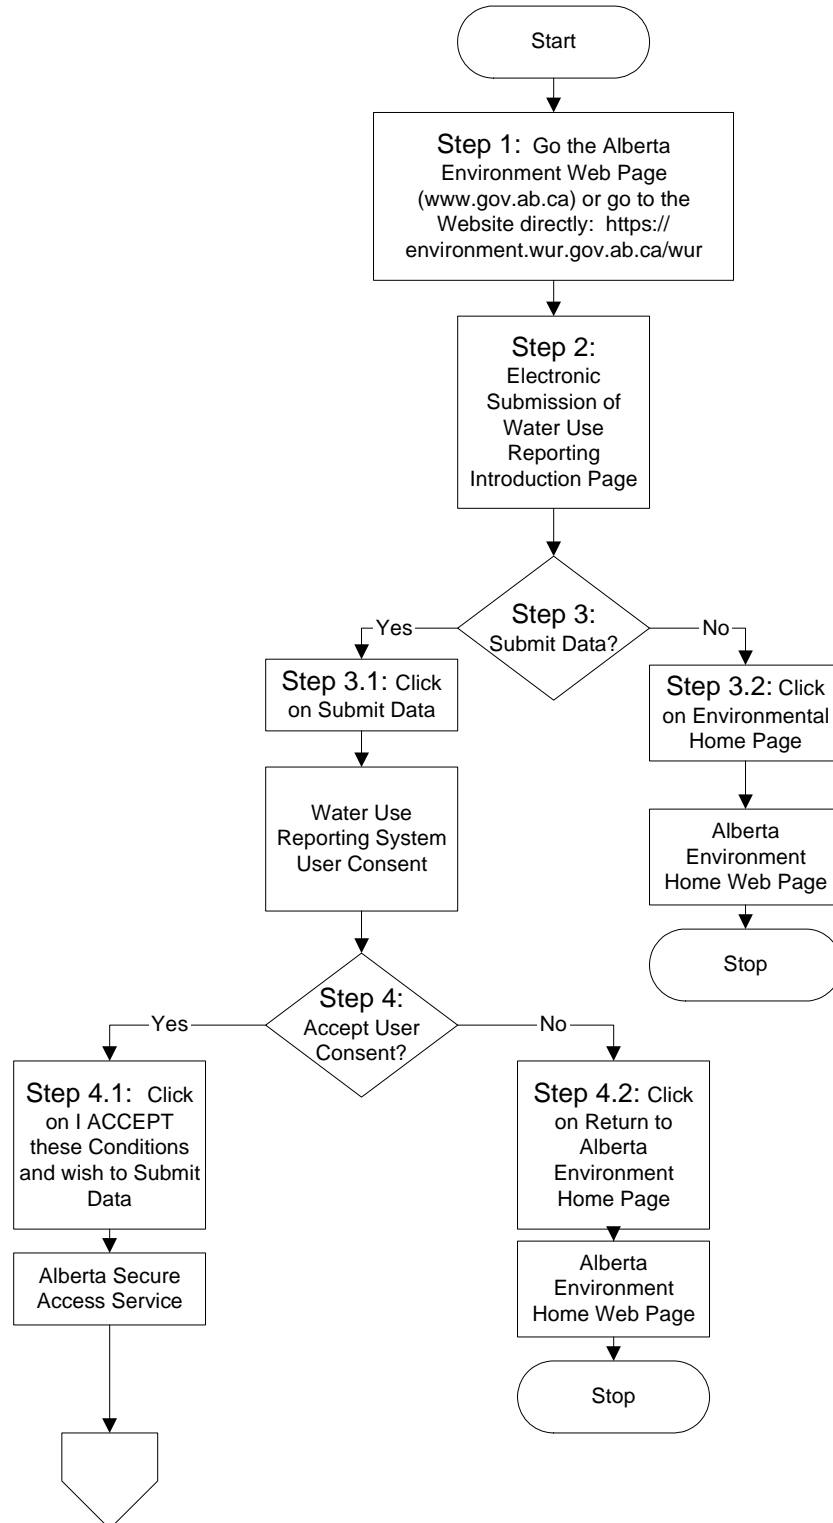 Start
Step 1: Go the Alberta
Environment Web Page
(www.gov.ab.ca) or go to the
Website directly: https://
environment.wur.gov.ab.ca/wur
Step 2:
Electronic
Submission of
Water Use
Reporting
Introduction Page
Step 3:
Submit Data?
Yes
No
Step 3.1: Click
on Submit Data
Step 3.2: Click
on Environmental
Home Page
Water Use
Reporting System
User Consent
Alberta
Environment
Home Web Page
Stop
Step 4:
Accept User
Consent?
Yes
No
Step 4.1: Click
on I ACCEPT
these Conditions
and wish to Submit
Data
Step 4.2: Click
on Return to
Alberta
Environment
Home Page
Alberta Secure
Access Service
Alberta
Environment
Home Web Page
Stop